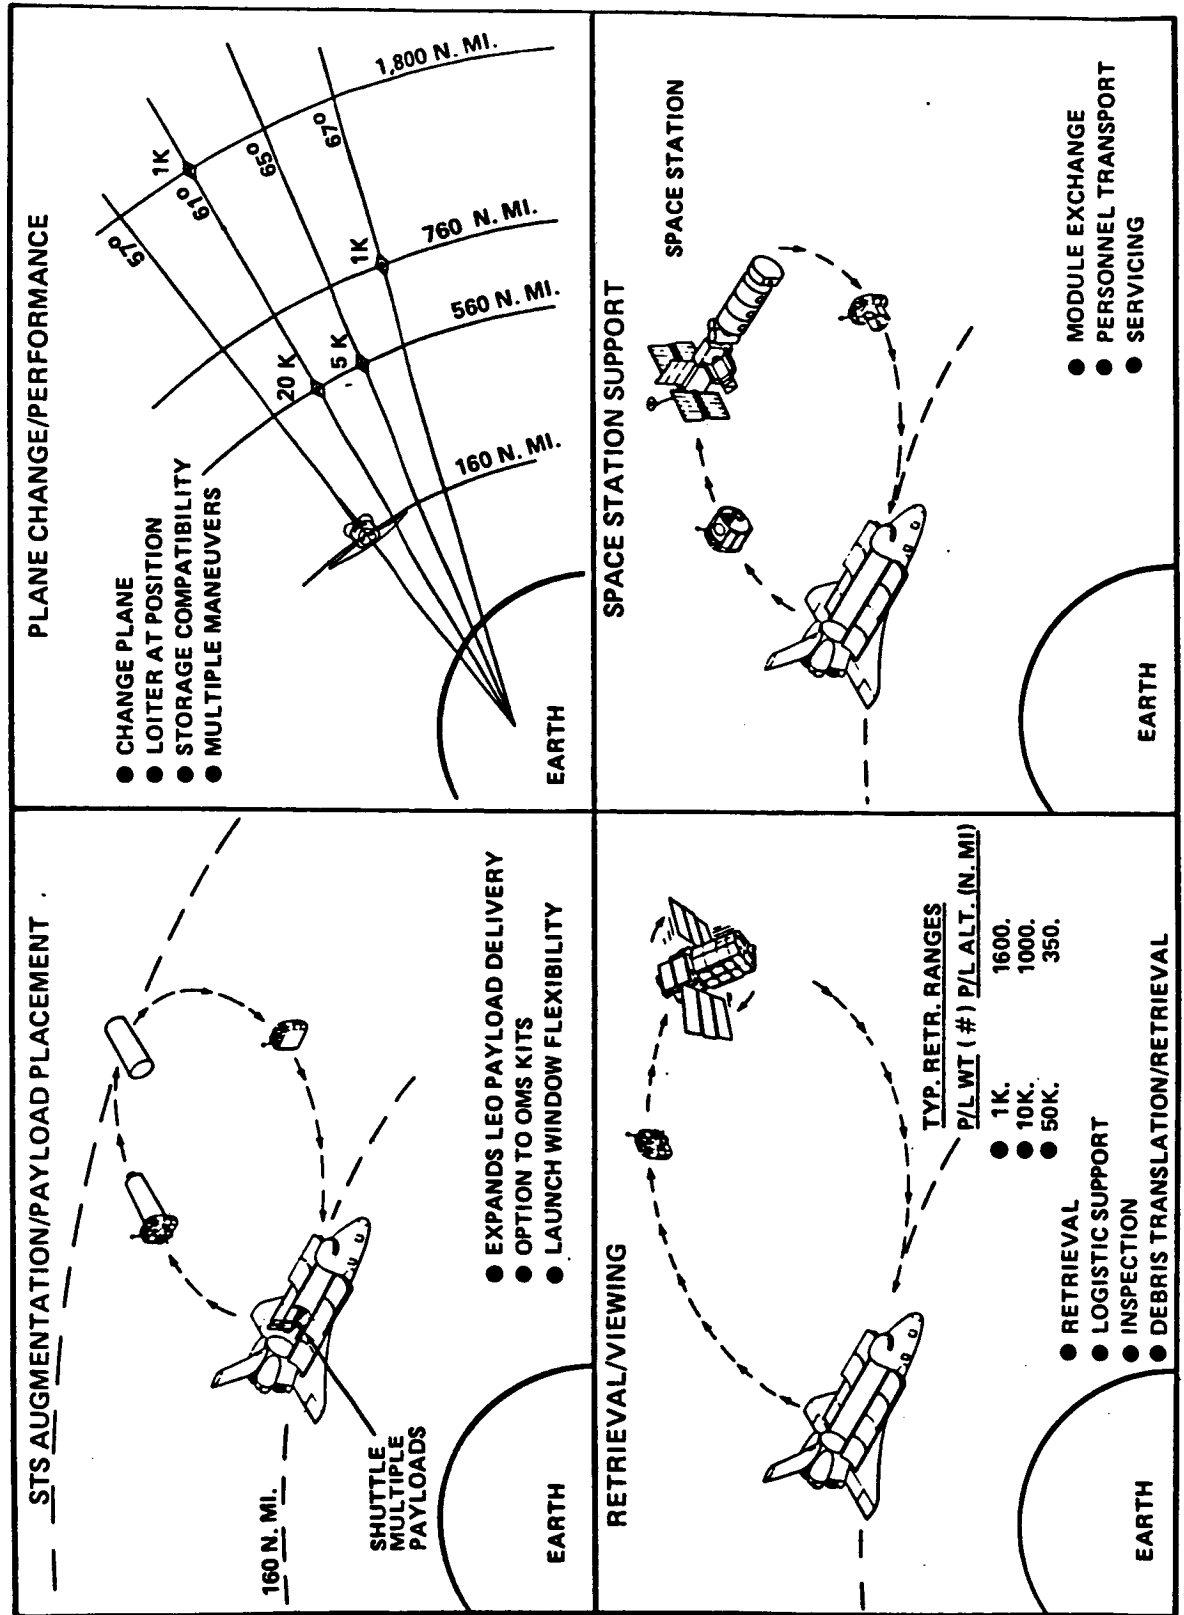 STS AUGMENTATION/PAYLOAD PLACEMENT
160 N. MI.
SHUTTLE
MULTIPLE
PAYLOADS
● EXPANDS LEO PAYLOAD DELIVERY
● OPTION TO OMS KITS
● LAUNCH WINDOW FLEXIBILITY
EARTH
PLANE CHANGE/PERFORMANCE
● CHANGE PLANE
● LOITER AT POSITION
● STORAGE COMPATIBILITY
● MULTIPLE MANEUVERS
57°
61°
1K
65°
67°
1,800 N. MI.
20 K
5 K
1K
760 N. MI.
560 N. MI.
160 N. MI.
EARTH
RETRIEVAL/VIEWING
TYP. RETR. RANGES
P/L WT (#) P/L ALT. (N. MI)
● 1K. 1600.
● 10K. 1000.
● 50K. 350.
● RETRIEVAL
● LOGISTIC SUPPORT
● INSPECTION
● DEBRIS TRANSLATION/RETRIEVAL
EARTH
SPACE STATION SUPPORT
SPACE STATION
● MODULE EXCHANGE
● PERSONNEL TRANSPORT
● SERVICING
EARTH